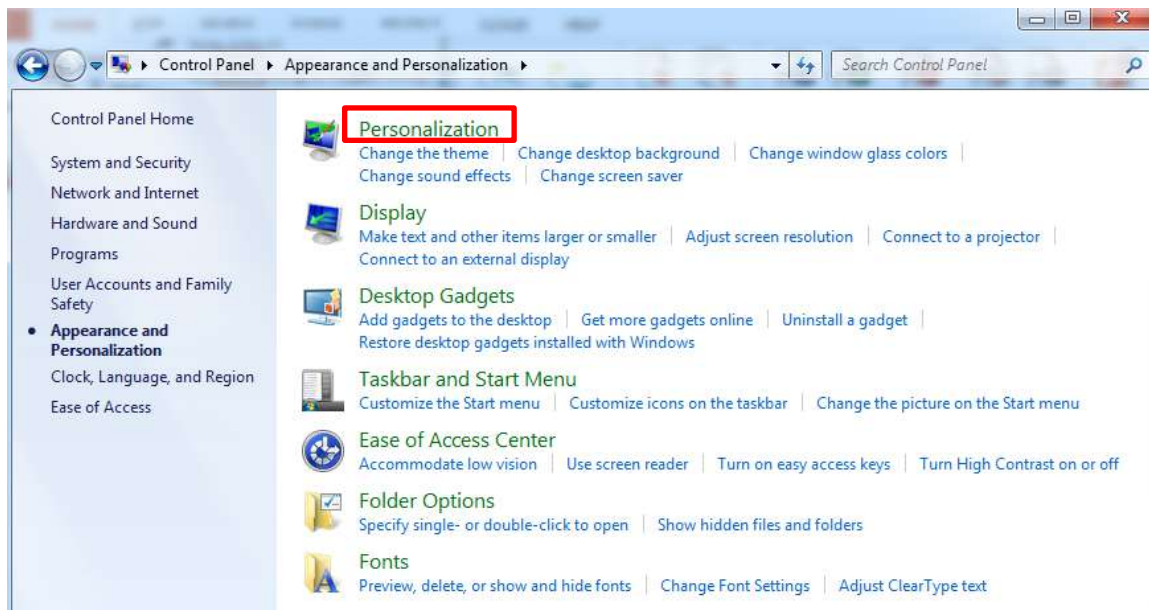 Control Panel Appearance and Personalization
Search Control Panel
Control Panel Home
System and Security
Network and Internet
Hardware and Sound
Programs
User Accounts and Family
Safety
Appearance and
Personalization
Clock, Language, and Region
Ease of Access
Personalization
Change the theme Change desktop background Change window glass colors
Change sound effects Change screen saver
Display
Make text and other items larger or smaller Adjust screen resolution Connect to a projector
Connect to an external display
Desktop Gadgets
Add gadgets to the desktop Get more gadgets online Uninstall a gadget
Restore desktop gadgets installed with Windows
Taskbar and Start Menu
Customize the Start menu Customize icons on the taskbar Change the picture on the Start menu
Ease of Access Center
Accommodate low vision Use screen reader Turn on easy access keys Turn High Contrast on or off
Folder Options
Specify single- or double-click to open Show hidden files and folders
Fonts
Preview, delete, or show and hide fonts Change Font Settings Adjust ClearType text